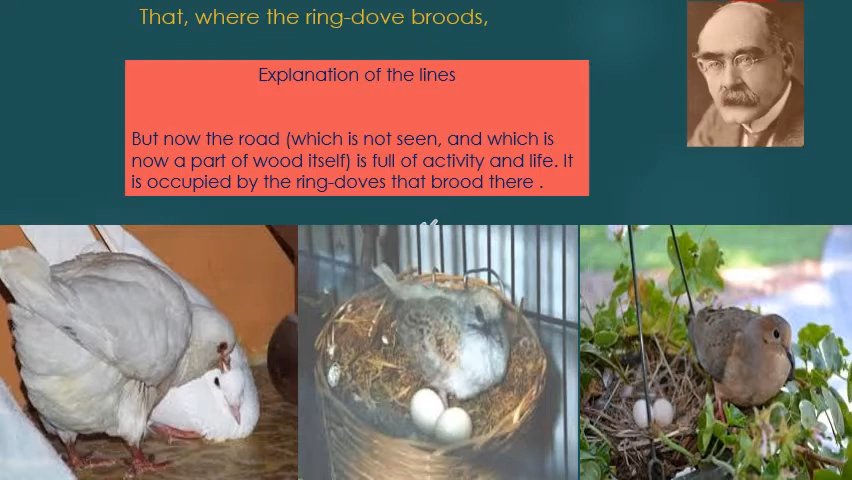 That, where the ring-dove broods,
Explanation of the lines
But now the road (which is not seen, and which is
now a part of wood itself) is full of activity and life. It
is occupied by the ring-doves that brood there .